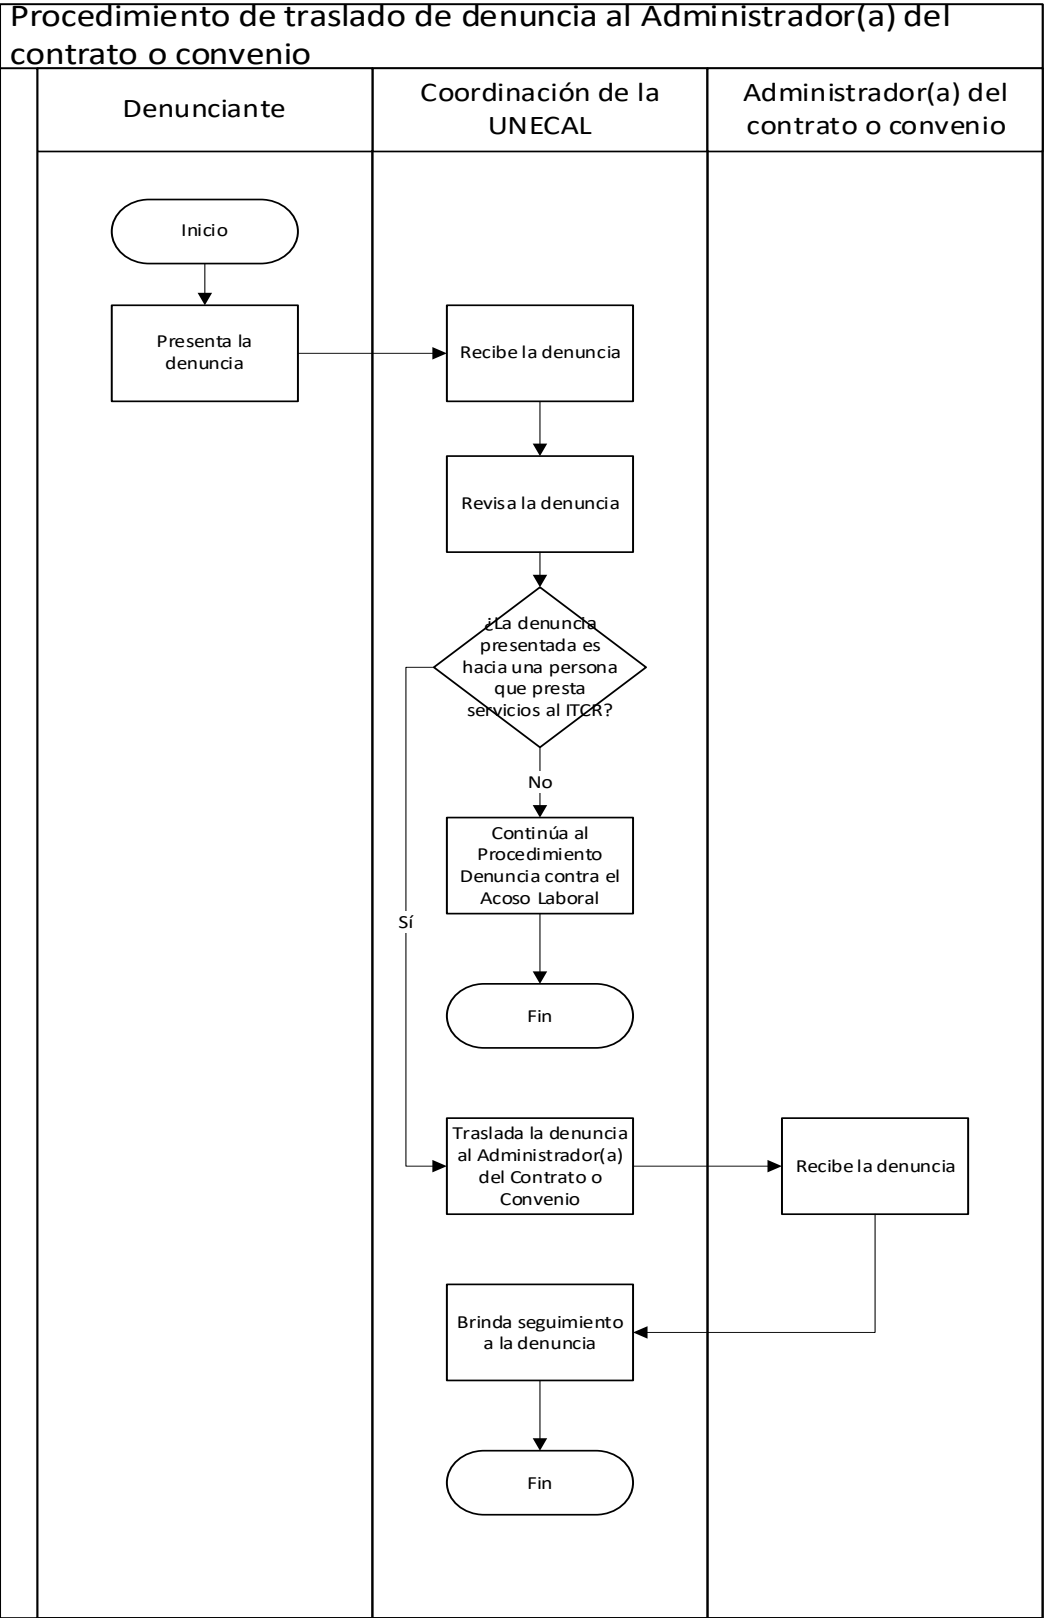 Procedimiento de traslado de denuncia al Administrador(a) del
contrato o convenio
Denunciante
Coordinación de la
UNECAL
Administrador(a) del
contrato o convenio
Inicio
Presenta la
denuncia
Recibe la denuncia
Revisa la denuncia
¿La denuncia
presentada es
hacia una persona
que presta
servicios al ITCR?
No
Continúa al
Procedimiento
Denuncia contra el
Acoso Laboral
Sí
Fin
Traslada la denuncia
al Administrador(a)
del Contrato o
Convenio
Recibe la denuncia
Brinda seguimiento
a la denuncia
Fin